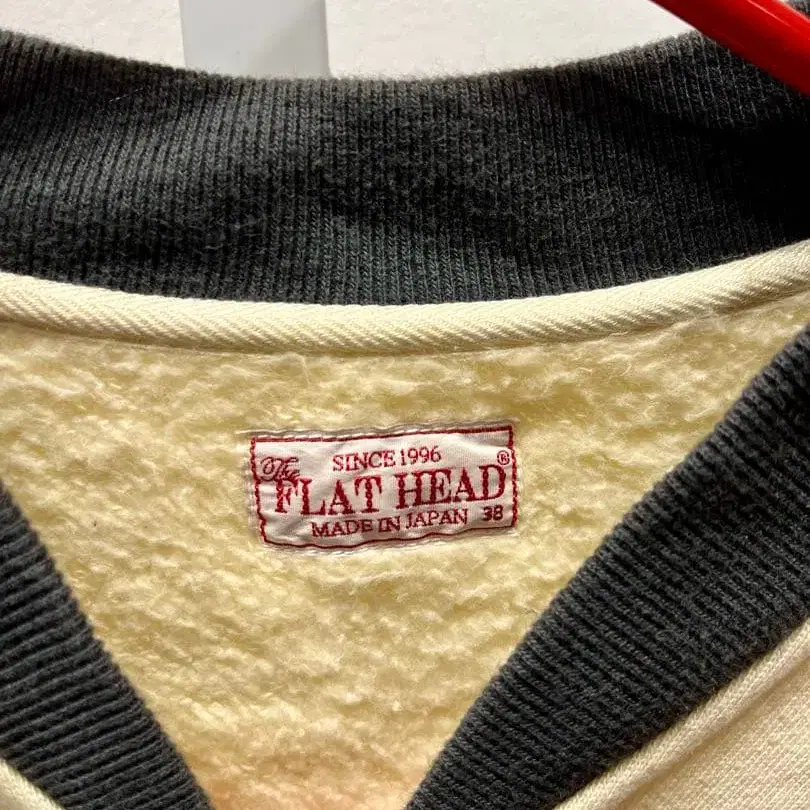 SINCE 1996
The
FLAT HEAD®
MADE IN JAPAN 38